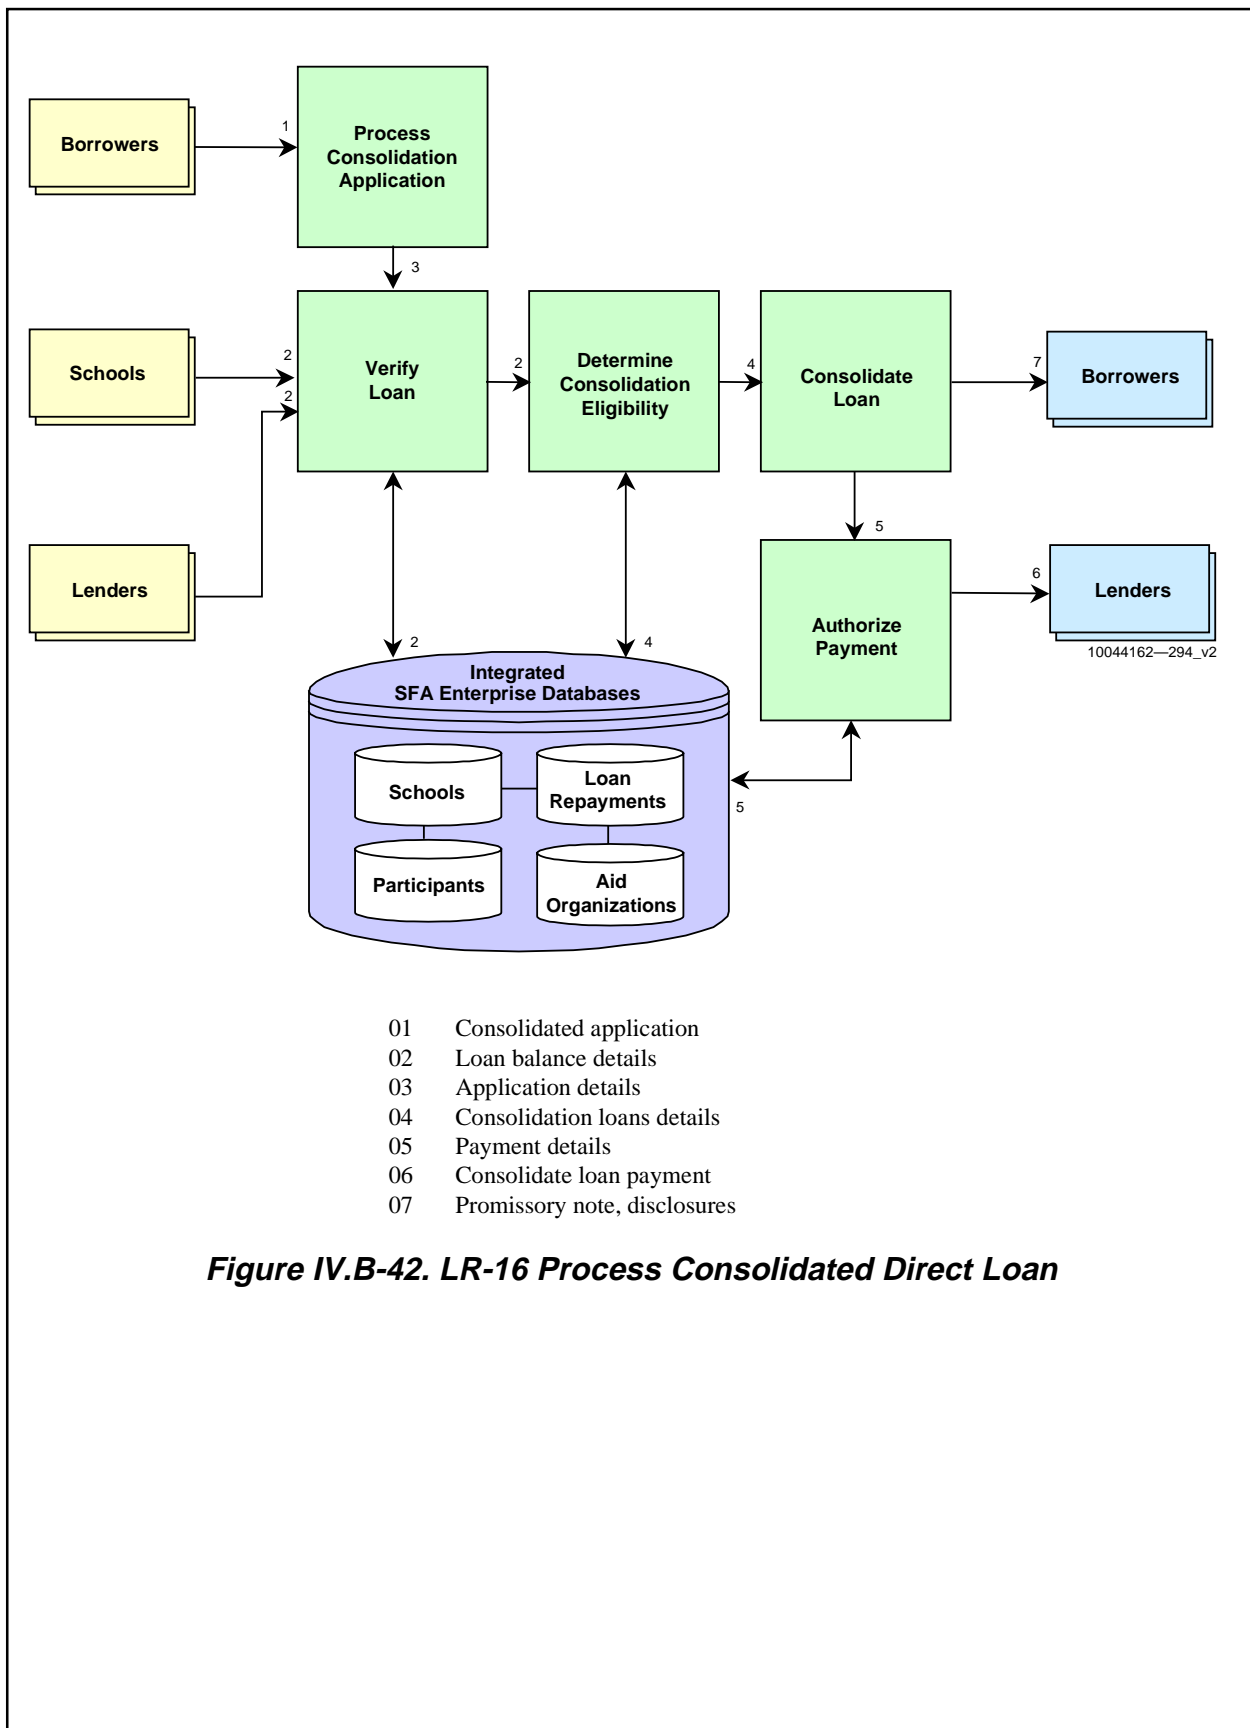 Borrowers
1
Process
Consolidation
Application
3
Schools
2
2
Verify
Loan
2
Determine
Consolidation
Eligibility
4
Consolidate
Loan
7
Borrowers
5
Lenders
Authorize
Payment
6
Lenders
10044162—294_v2
2
4
Integrated
SFA Enterprise Databases
Schools
Loan
Repayments
5
Participants
Aid
Organizations
01 Consolidated application
02 Loan balance details
03 Application details
04 Consolidation loans details
05 Payment details
06 Consolidate loan payment
07 Promissory note, disclosures
Figure IV.B-42. LR-16 Process Consolidated Direct Loan